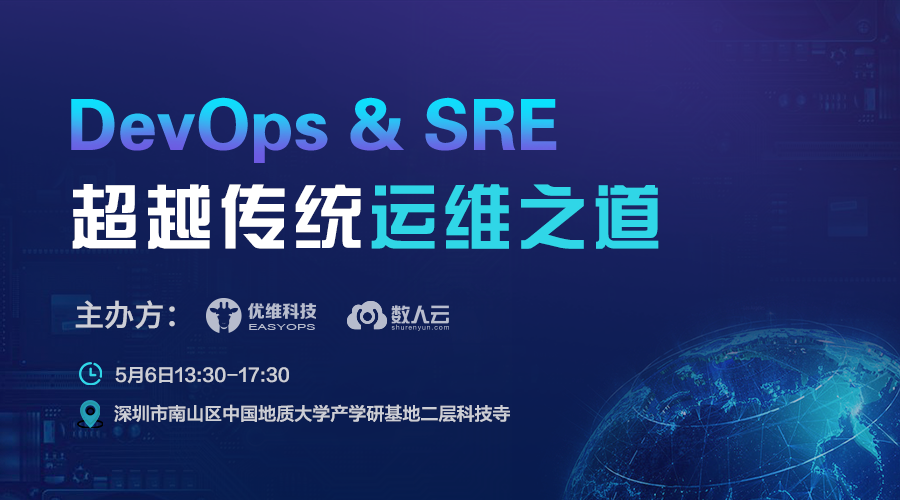 DevOps & SRE
超越传统运维之道
主办方： 优维科技 EASYOPS 数人云 shurenyun.com
5月6日13:30-17:30
深圳市南山区中国地质大学产学研基地二层科技寺